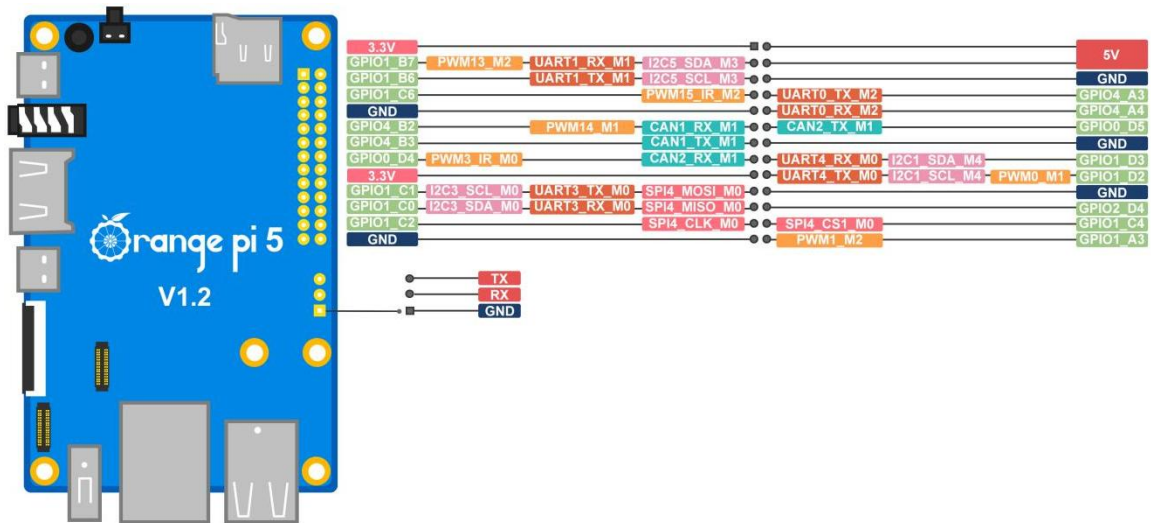 3.3V 5V
GPIO1_B7 PWM13_M2 UART1_RX_M1 I2C5_SDA_M3
GPIO1_B6 UART1_TX_M1 I2C5_SCL_M3 GND
GPIO1_C6 PWM15_IR_M2 UART0_TX_M2 GPIO4_A3
GND UART0_RX_M2 GPIO4_A4
GPIO4_B2 PWM14_M1 CAN1_RX_M1 CAN2_TX_M1 GPIO0_D5
GPIO4_B3 CAN1_TX_M1 GND
GPIO0_D4 PWM3_IR_M0 CAN2_RX_M1 UART4_RX_M0 I2C1_SDA_M4 GPIO1_D3
3.3V UART4_TX_M0 I2C1_SCL_M4 PWM0_M1 GPIO1_D2
GPIO1_C1 I2C3_SCL_M0 UART3_TX_M0 SPI4_MOSI_M0 GND
GPIO1_C0 I2C3_SDA_M0 UART3_RX_M0 SPI4_MISO_M0 GPIO2_D4
GPIO1_C2 SPI4_CLK_M0 SPI4_CS1_M0 GPIO1_C4
GND PWM1_M2 GPIO1_A3
Orange pi 5
V1.2
TX
RX
GND